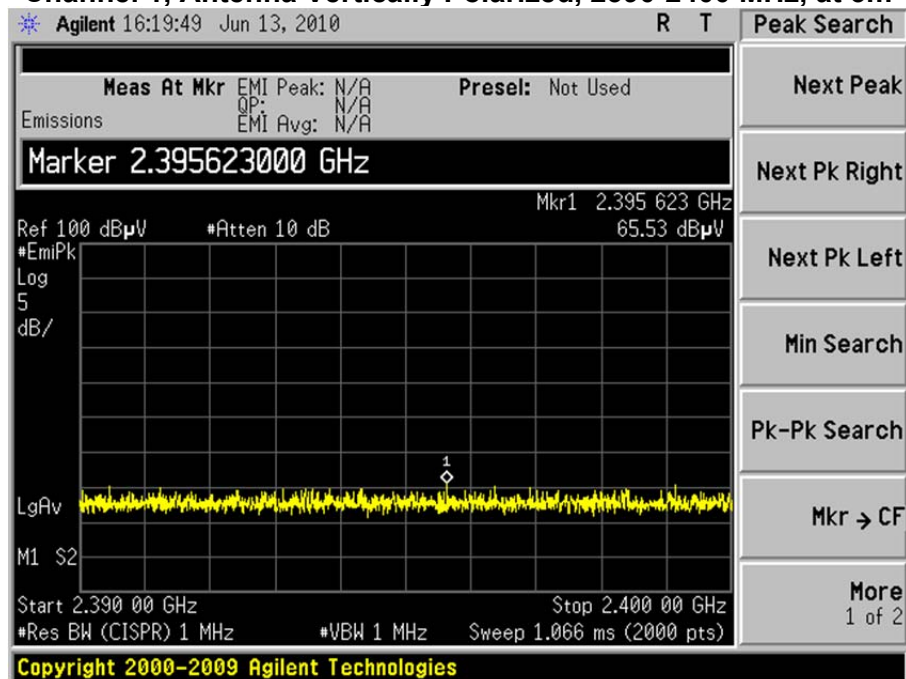 Agilent 16:19:49 Jun 13, 2010 R T Peak Search
Meas At Mkr EMI Peak: N/A Presel: Not Used
QP: N/A
Emissions EMI Avg: N/A
Marker 2.395623000 GHz
Mkr1 2.395 623 GHz
Ref 100 dBµV #Atten 10 dB 65.53 dBµV
#EmiPk
Log
5
dB/
1
LgAv
M1 S2
Start 2.390 00 GHz Stop 2.400 00 GHz
#Res BW (CISPR) 1 MHz #VBW 1 MHz Sweep 1.066 ms (2000 pts)
Copyright 2000-2009 Agilent Technologies
Next Peak
Next Pk Right
Next Pk Left
Min Search
Pk-Pk Search
Mkr → CF
More
1 of 2